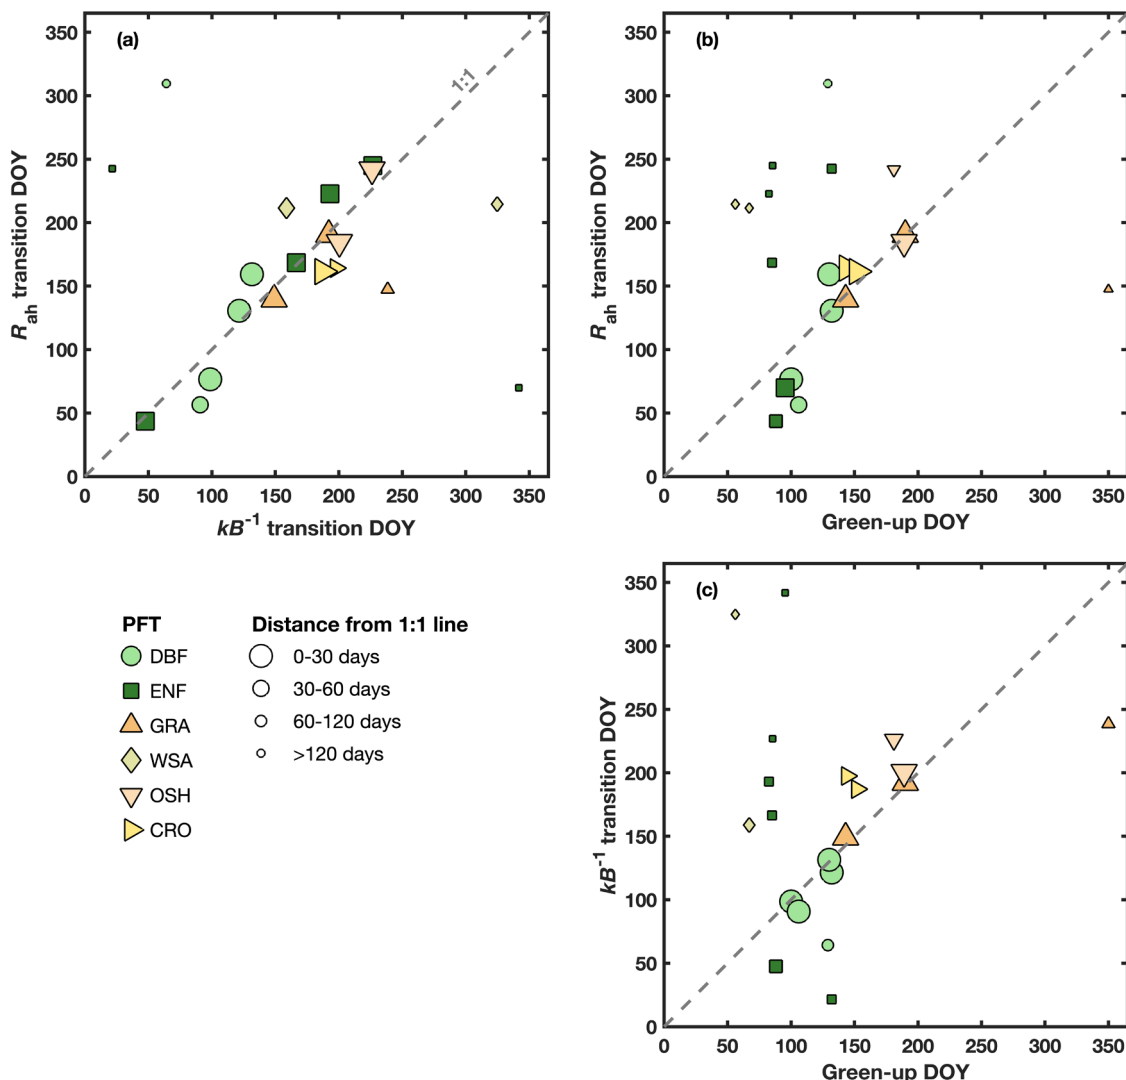 (a)
1:1
350
300
250
200
150
100
50
0
R_ah transition DOY
0 50 100 150 200 250 300 350
kB⁻¹ transition DOY
(b)
350
300
250
200
150
100
50
0
R_ah transition DOY
0 50 100 150 200 250 300 350
Green-up DOY
PFT
DBF
ENF
GRA
WSA
OSH
CRO
Distance from 1:1 line
0-30 days
30-60 days
60-120 days
>120 days
(c)
350
300
250
200
150
100
50
0
kB⁻¹ transition DOY
0 50 100 150 200 250 300 350
Green-up DOY